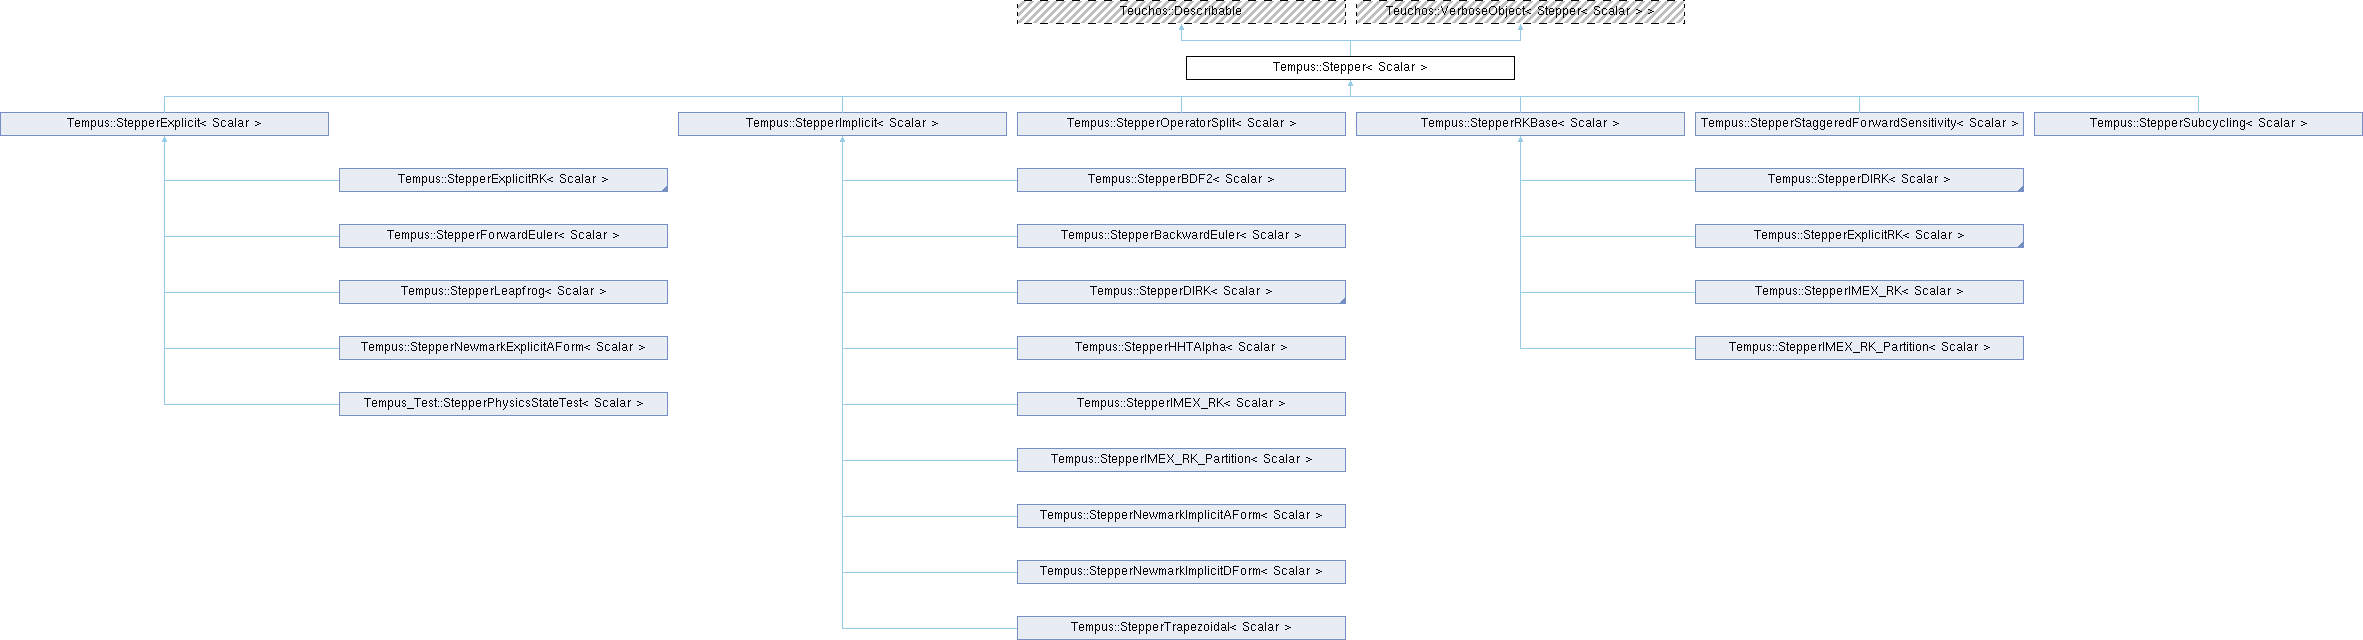 Teuchos::Describable
Teuchos::VerboseObject< Stepper< Scalar > >
Tempus::Stepper< Scalar >
Tempus::StepperExplicit< Scalar >
Tempus::StepperImplicit< Scalar >
Tempus::StepperOperatorSplit< Scalar >
Tempus::StepperRKBase< Scalar >
Tempus::StepperStaggeredForwardSensitivity< Scalar >
Tempus::StepperSubcycling< Scalar >
Tempus::StepperExplicitRK< Scalar >
Tempus::StepperBDF2< Scalar >
Tempus::StepperDIRK< Scalar >
Tempus::StepperForwardEuler< Scalar >
Tempus::StepperBackwardEuler< Scalar >
Tempus::StepperExplicitRK< Scalar >
Tempus::StepperLeapfrog< Scalar >
Tempus::StepperDIRK< Scalar >
Tempus::StepperIMEX_RK< Scalar >
Tempus::StepperNewmarkExplicitAForm< Scalar >
Tempus::StepperHHTAlpha< Scalar >
Tempus::StepperIMEX_RK_Partition< Scalar >
Tempus_Test::StepperPhysicsStateTest< Scalar >
Tempus::StepperIMEX_RK< Scalar >
Tempus::StepperIMEX_RK_Partition< Scalar >
Tempus::StepperNewmarkImplicitAForm< Scalar >
Tempus::StepperNewmarkImplicitDForm< Scalar >
Tempus::StepperTrapezoidal< Scalar >